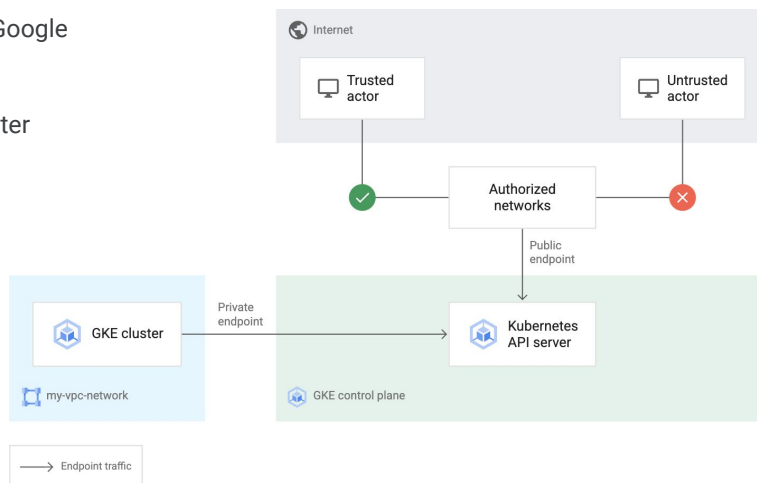 Google
Internet
Trusted
actor
Untrusted
actor
ter
Authorized
networks
Public
endpoint
Private
endpoint
GKE cluster
Kubernetes
API server
my-vpc-network
GKE control plane
Endpoint traffic